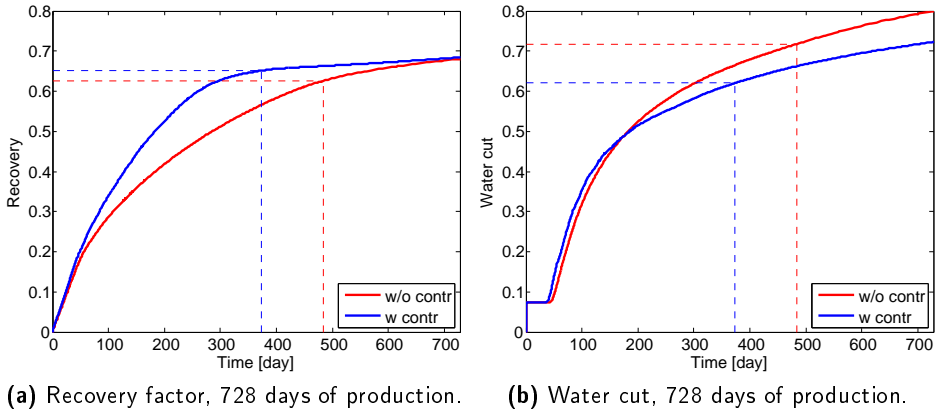 0.8
0.7
0.6
0.5
0.4
0.3
0.2
0.1
0
Recovery
0 100 200 300 400 500 600 700
Time [day]
w/o contr
w contr
(a) Recovery factor, 728 days of production.
0.8
0.7
0.6
0.5
0.4
0.3
0.2
0.1
0
Water cut
0 100 200 300 400 500 600 700
Time [day]
w/o contr
w contr
(b) Water cut, 728 days of production.